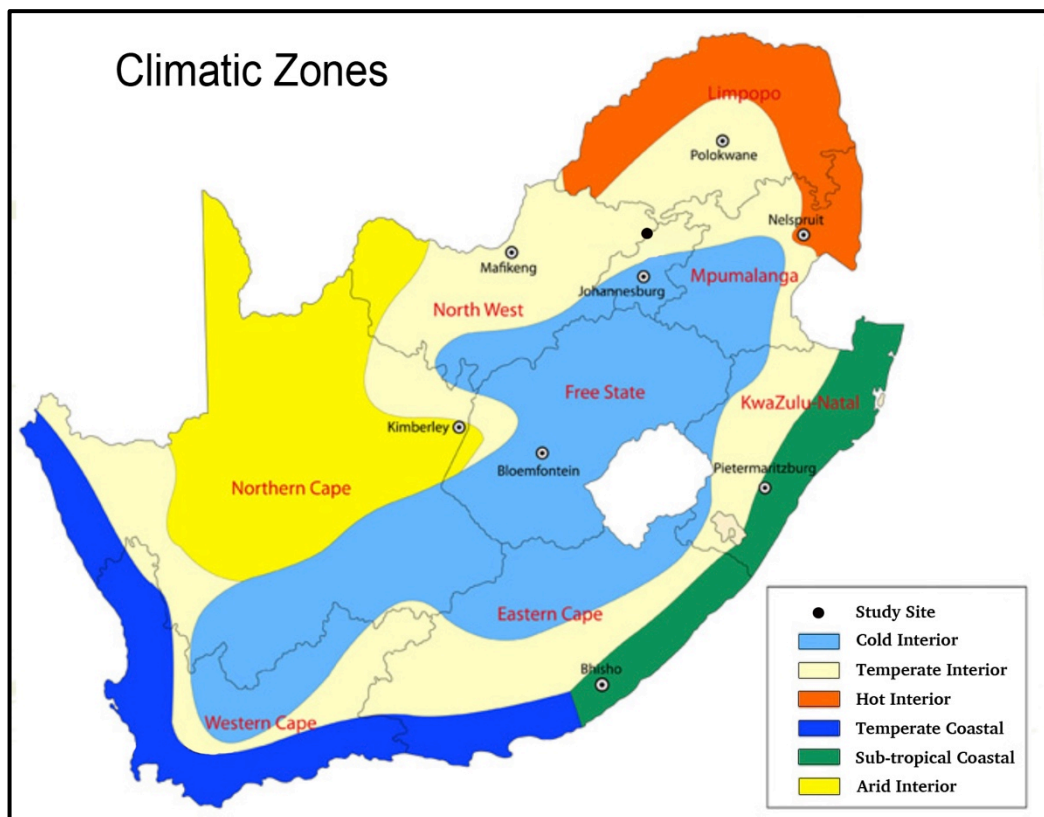 Climatic Zones
Limpopo
Polokwane
Nelspruit
Mafikeng
Johannesburg
Mpumalanga
North West
Free State
KwaZulu-Natal
Kimberley
Bloemfontein
Pietermaritzburg
Northern Cape
Eastern Cape
Bhisho
Western Cape
Study Site
Cold Interior
Temperate Interior
Hot Interior
Temperate Coastal
Sub-tropical Coastal
Arid Interior